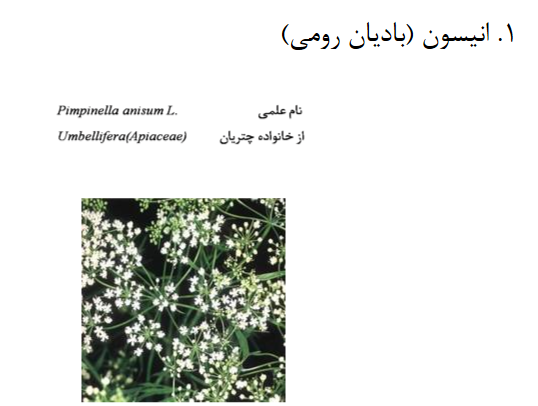 ۱. انیسون (بادیان رومی)
نام علمی Pimpinella anisum L.
از خانواده چتریان Umbellifera(Apiaceae)